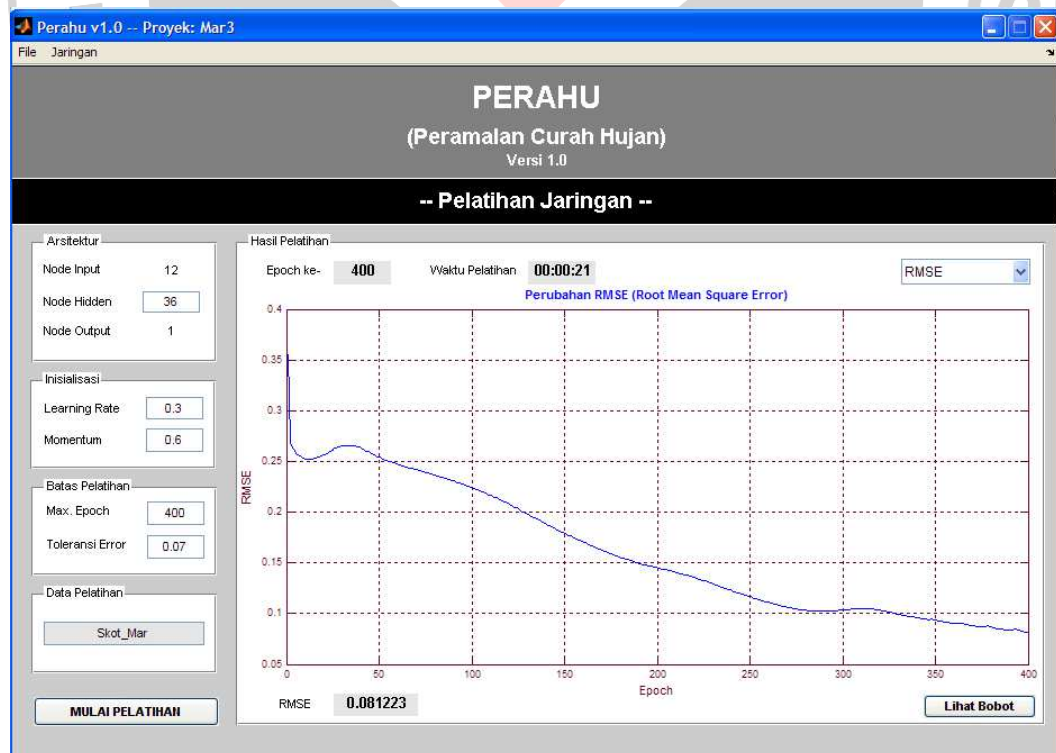 Perahu v1.0 -- Proyek: Mar3
File Jaringan
PERAHU
(Peramalan Curah Hujan)
Versi 1.0
-- Pelatihan Jaringan --
Arsitektur
Node Input 12
Node Hidden 36
Node Output 1
Inisialisasi
Learning Rate 0.3
Momentum 0.6
Batas Pelatihan
Max. Epoch 400
Toleransi Error 0.07
Data Pelatihan
Skot_Mar
MULAI PELATIHAN
Hasil Pelatihan
Epoch ke- 400 Waktu Pelatihan 00:00:21 RMSE
Perubahan RMSE (Root Mean Square Error)
0.4
0.35
0.3
0.25
0.2
0.15
0.1
0.05
RMSE
0 50 100 150 200 250 300 350 400
Epoch
RMSE 0.081223
Lihat Bobot